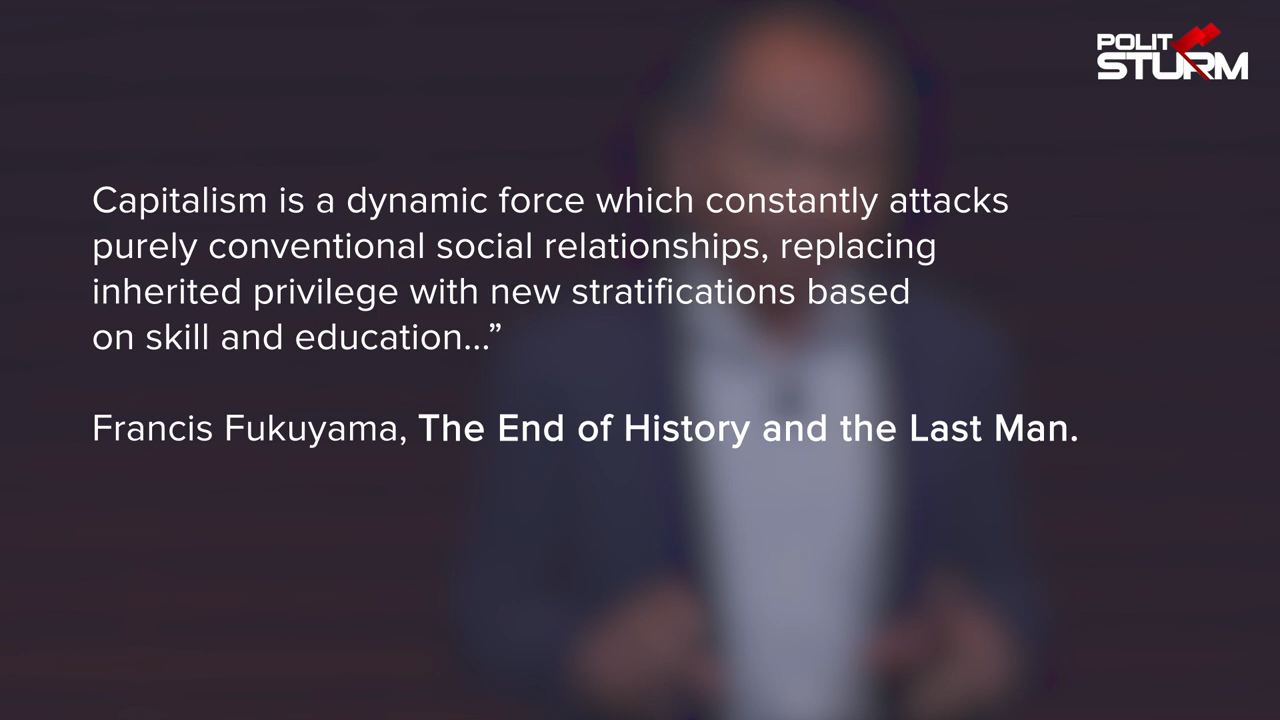 POLIT
STURM
Capitalism is a dynamic force which constantly attacks
purely conventional social relationships, replacing
inherited privilege with new stratifications based
on skill and education...”
Francis Fukuyama, The End of History and the Last Man.